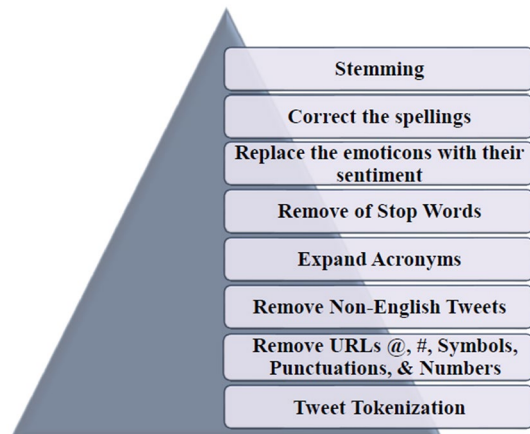 Stemming
Correct the spellings
Replace the emoticons with their
sentiment
Remove of Stop Words
Expand Acronyms
Remove Non-English Tweets
Remove URLs @, #, Symbols,
Punctuations, & Numbers
Tweet Tokenization